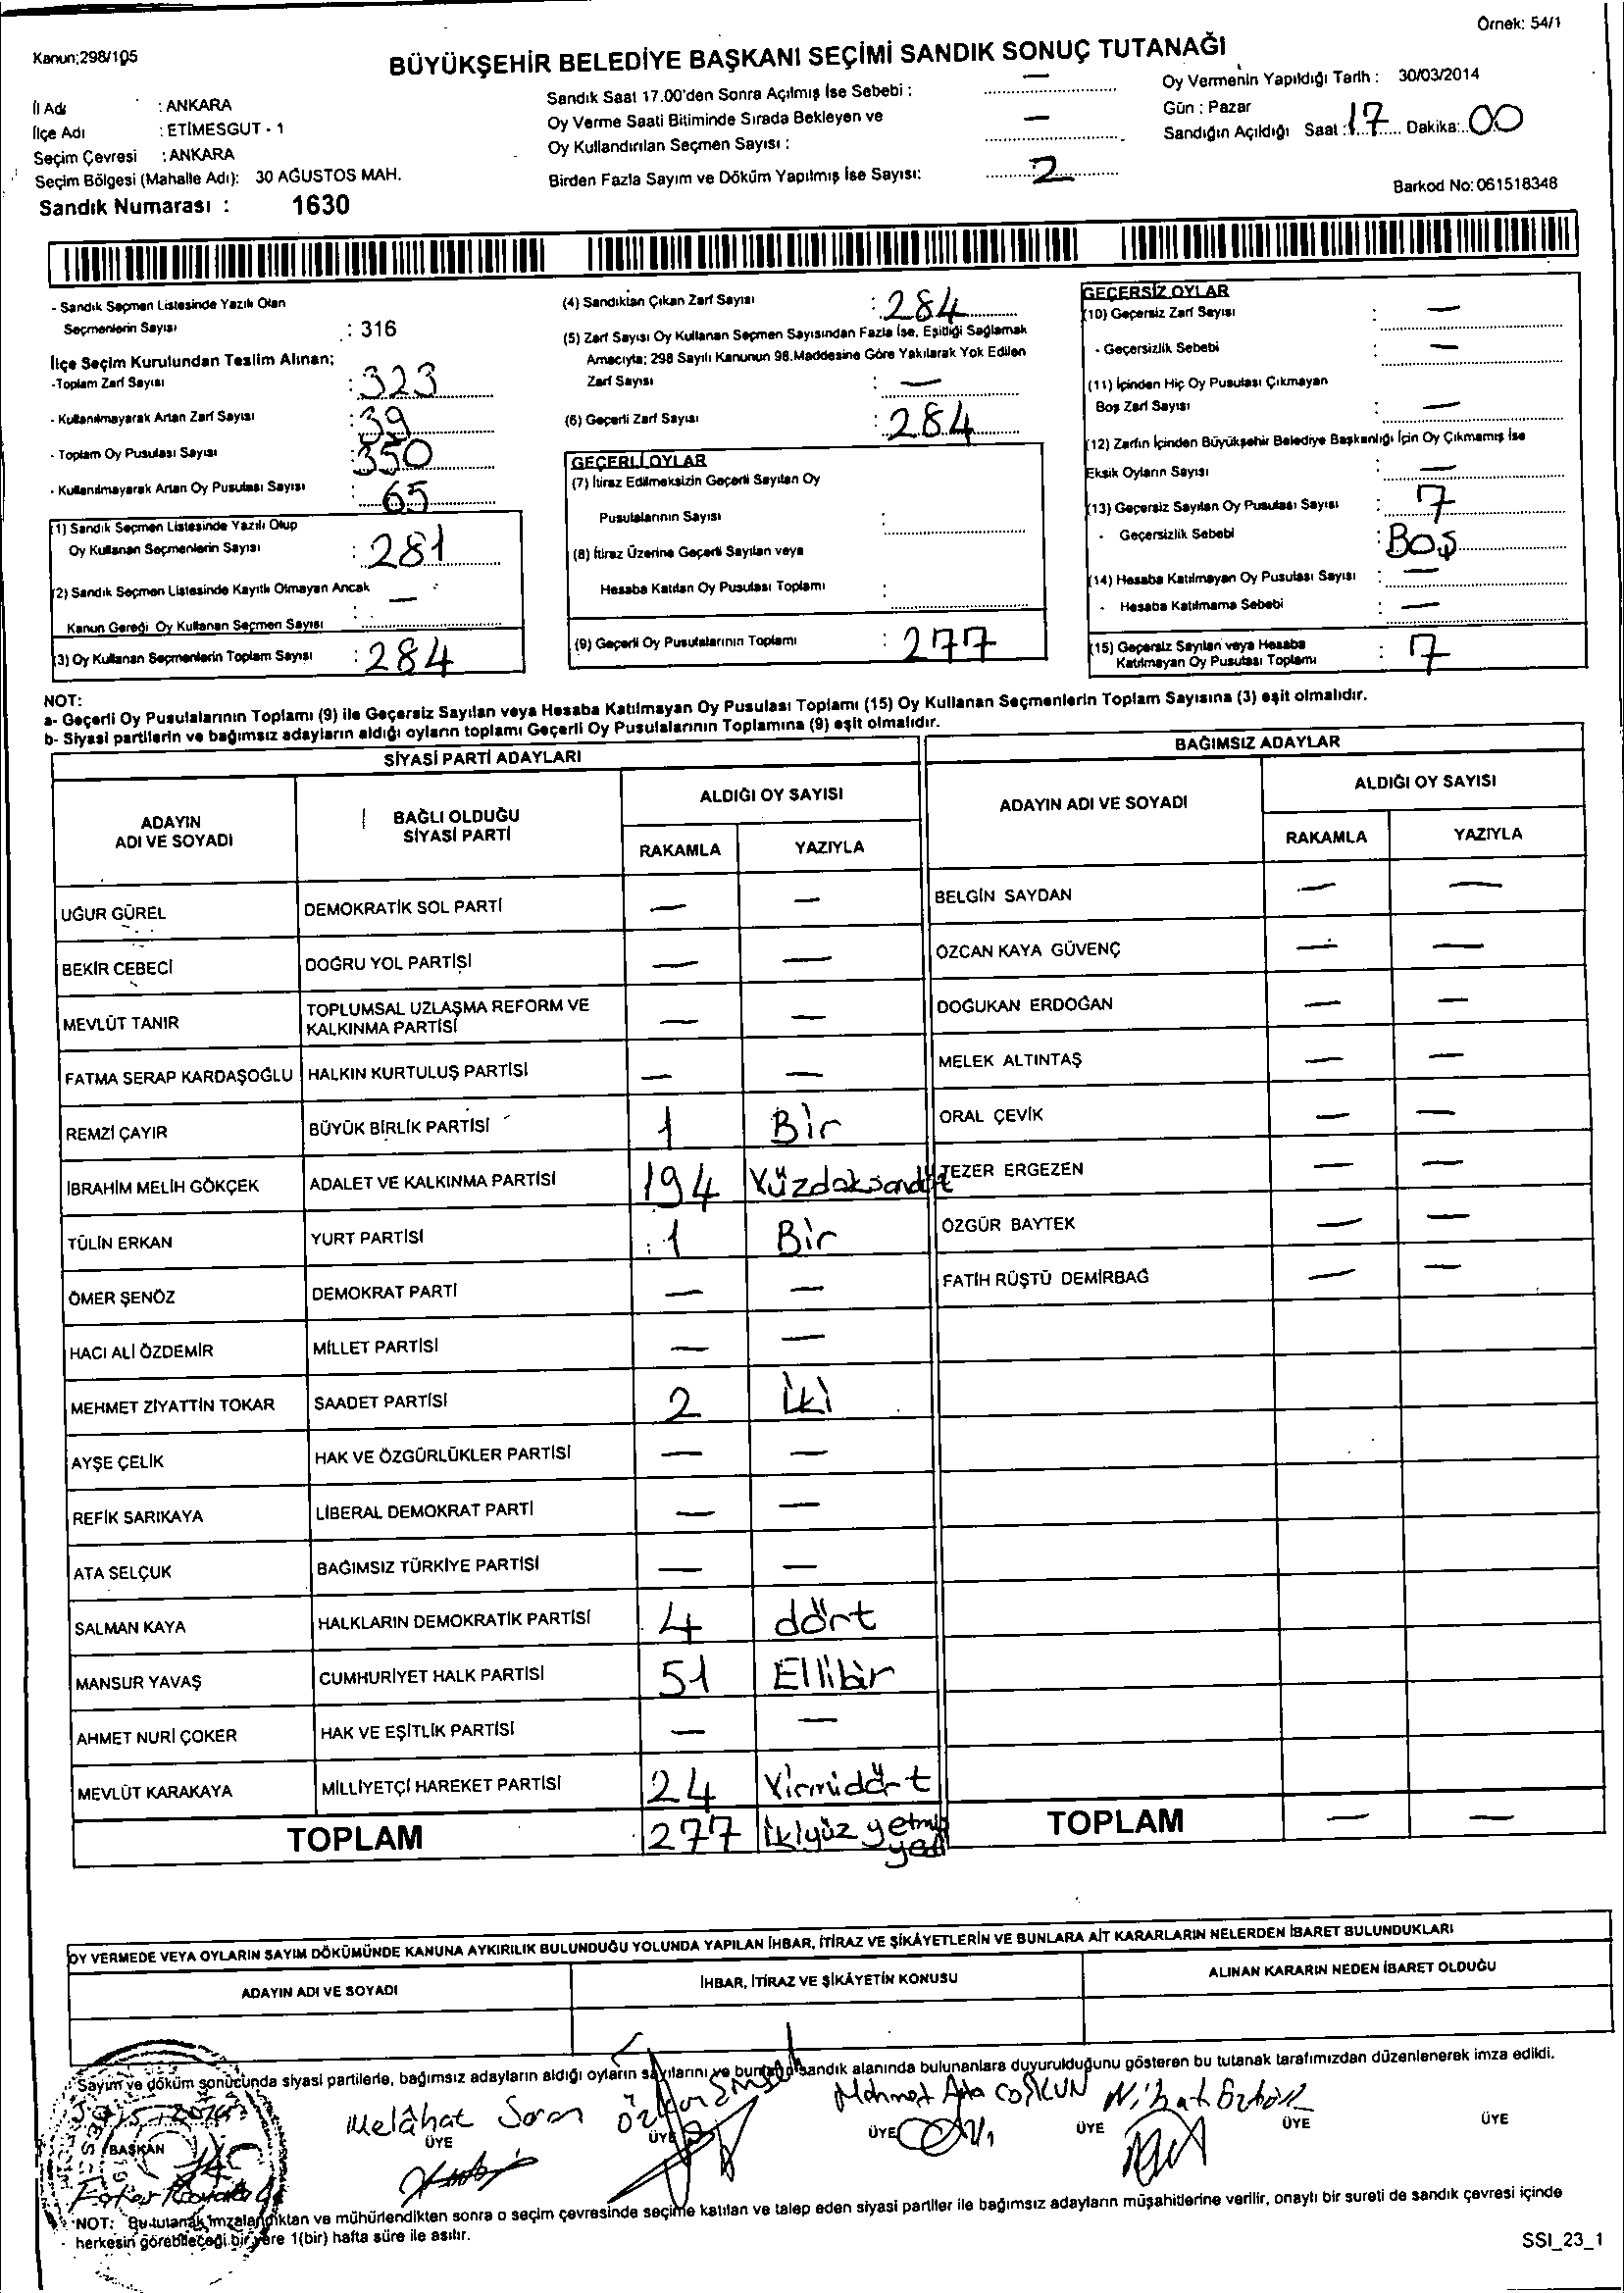 Örnek: 54/1
Kanun;298/105
BÜYÜKŞEHİR BELEDİYE BAŞKANI SEÇİMİ SANDIK SONUÇ TUTANAĞI
İl Adı : ANKARA
İlçe Adı : ETİMESGUT - 1
Seçim Çevresi : ANKARA
Seçim Bölgesi (Mahalle Adı): 30 AĞUSTOS MAH.
Sandık Numarası : 1630
Sandık Saat 17.00'den Sonra Açılmış İse Sebebi : —
Oy Verme Saati Bitiminde Sırada Bekleyen ve
Oy Kullandırılan Seçmen Sayısı : —
Birden Fazla Sayım ve Döküm Yapılmış İse Sayısı: 2
Oy Vermenin Yapıldığı Tarih : 30/03/2014
Gün : Pazar
Sandığın Açıldığı Saat : 17 Dakika: 00
Barkod No: 061518348
- Sandık Seçmen Listesinde Yazılı Olan
Seçmenlerin Sayısı : 316
İlçe Seçim Kurulundan Teslim Alınan;
-Toplam Zarf Sayısı : 323
- Kullanılmayarak Artan Zarf Sayısı : 39
- Toplam Oy Pusulası Sayısı : 350
- Kullanılmayarak Artan Oy Pusulası Sayısı : 65
(1) Sandık Seçmen Listesinde Yazılı Olup
Oy Kullanan Seçmenlerin Sayısı : 281
(2) Sandık Seçmen Listesinde Kayıtlı Olmayan Ancak
Kanun Gereği Oy Kullanan Seçmen Sayısı : —
(3) Oy Kullanan Seçmenlerin Toplam Sayısı : 284
(4) Sandıktan Çıkan Zarf Sayısı : 284
(5) Zarf Sayısı Oy Kullanan Seçmen Sayısından Fazla İse, Eşitliği Sağlamak
Amacıyla; 298 Sayılı Kanunun 98.Maddesine Göre Yakılarak Yok Edilen
Zarf Sayısı : —
(6) Geçerli Zarf Sayısı : 284
GEÇERLİ OYLAR
(7) İtiraz Edilmeksizin Geçerli Sayılan Oy
Pusulalarının Sayısı :
(8) İtiraz Üzerine Geçerli Sayılan veya
Hesaba Katılan Oy Pusulası Toplamı :
(9) Geçerli Oy Pusulalarının Toplamı : 277
GEÇERSİZ OYLAR
(10) Geçersiz Zarf Sayısı : —
- Geçersizlik Sebebi : —
(11) İçinden Hiç Oy Pusulası Çıkmayan
Boş Zarf Sayısı : —
(12) Zarfın İçinden Büyükşehir Belediye Başkanlığı İçin Oy Çıkmamış İse
Eksik Oyların Sayısı : —
(13) Geçersiz Sayılan Oy Pusulası Sayısı : 7
- Geçersizlik Sebebi : BOŞ
(14) Hesaba Katılmayan Oy Pusulası Sayısı : —
- Hesaba Katılmama Sebebi : —
(15) Geçersiz Sayılan veya Hesaba
Katılmayan Oy Pusulası Toplamı : 7
NOT:
a- Geçerli Oy Pusulalarının Toplamı (9) ile Geçersiz Sayılan veya Hesaba Katılmayan Oy Pusulası Toplamı (15) Oy Kullanan Seçmenlerin Toplam Sayısına (3) eşit olmalıdır.
b- Siyasi partilerin ve bağımsız adayların aldığı oyların toplamı Geçerli Oy Pusulalarının Toplamına (9) eşit olmalıdır.
SİYASİ PARTİ ADAYLARI
ADAYIN ADI VE SOYADI BAĞLI OLDUĞU SİYASİ PARTİ ALDIĞI OY SAYISI
RAKAMLA YAZIYLA
UĞUR GÜREL DEMOKRATİK SOL PARTİ — —
BEKİR CEBECİ DOĞRU YOL PARTİSİ — —
MEVLÜT TANIR TOPLUMSAL UZLAŞMA REFORM VE KALKINMA PARTİSİ — —
FATMA SERAP KARDAŞOĞLU HALKIN KURTULUŞ PARTİSİ — —
REMZİ ÇAYIR BÜYÜK BİRLİK PARTİSİ 1 Bir
İBRAHİM MELİH GÖKÇEK ADALET VE KALKINMA PARTİSİ 194 Yüzdoksandört
TÜLİN ERKAN YURT PARTİSİ 1 Bir
ÖMER ŞENÖZ DEMOKRAT PARTİ — —
HACI ALİ ÖZDEMİR MİLLET PARTİSİ — —
MEHMET ZİYATTİN TOKAR SAADET PARTİSİ 2 İki
AYŞE ÇELİK HAK VE ÖZGÜRLÜKLER PARTİSİ — —
REFİK SARIKAYA LİBERAL DEMOKRAT PARTİ — —
ATA SELÇUK BAĞIMSIZ TÜRKİYE PARTİSİ — —
SALMAN KAYA HALKLARIN DEMOKRATİK PARTİSİ 4 dört
MANSUR YAVAŞ CUMHURİYET HALK PARTİSİ 51 Ellibir
AHMET NURİ ÇOKER HAK VE EŞİTLİK PARTİSİ — —
MEVLÜT KARAKAYA MİLLİYETÇİ HAREKET PARTİSİ 24 Yirmidört
TOPLAM 277 İkiyüz yetmiş yedi
BAĞIMSIZ ADAYLAR
ADAYIN ADI VE SOYADI ALDIĞI OY SAYISI
RAKAMLA YAZIYLA
BELGİN SAYDAN — —
ÖZCAN KAYA GÜVENÇ — —
DOĞUKAN ERDOĞAN — —
MELEK ALTINTAŞ — —
ORAL ÇEVİK — —
TEZER ERGEZEN — —
ÖZGÜR BAYTEK — —
FATİH RÜŞTÜ DEMİRBAĞ — —
TOPLAM — —
OY VERMEDE VEYA OYLARIN SAYIM DÖKÜMÜNDE KANUNA AYKIRILIK BULUNDUĞU YOLUNDA YAPILAN İHBAR, İTİRAZ VE ŞİKÂYETLERİN VE BUNLARA AİT KARARLARIN NELERDEN İBARET BULUNDUKLARI
ADAYIN ADI VE SOYADI İHBAR, İTİRAZ VE ŞİKÂYETİN KONUSU ALINAN KARARIN NEDEN İBARET OLDUĞU
Sayım ve döküm sonucunda siyasi partilerle, bağımsız adayların aldığı oyların sayılarını ve bunların sandık alanında bulunanlara duyurulduğunu gösteren bu tutanak tarafımızdan düzenlenerek imza edildi.
Melâhat Mehmet COŞKUN Nihat
BAŞKAN ÜYE ÜYE ÜYE ÜYE ÜYE ÜYE
NOT: Bu tutanak imzalandıktan ve mühürlendikten sonra o seçim çevresinde seçime katılan ve talep eden siyasi partiler ile bağımsız adayların müşahitlerine verilir, onaylı bir sureti de sandık çevresi içinde
herkesin görebileceği bir yere 1(bir) hafta süre ile asılır.
SSI_23_1